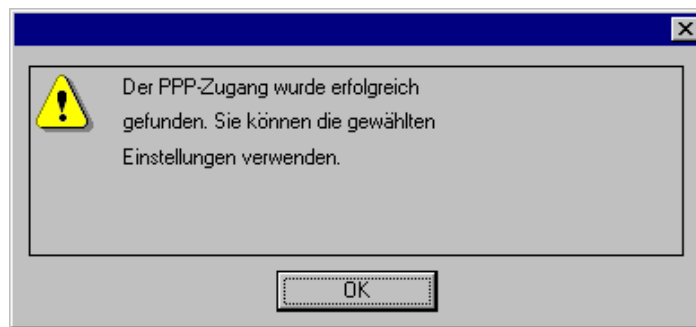 Der PPP-Zugang wurde erfolgreich
gefunden. Sie können die gewählten
Einstellungen verwenden.
OK